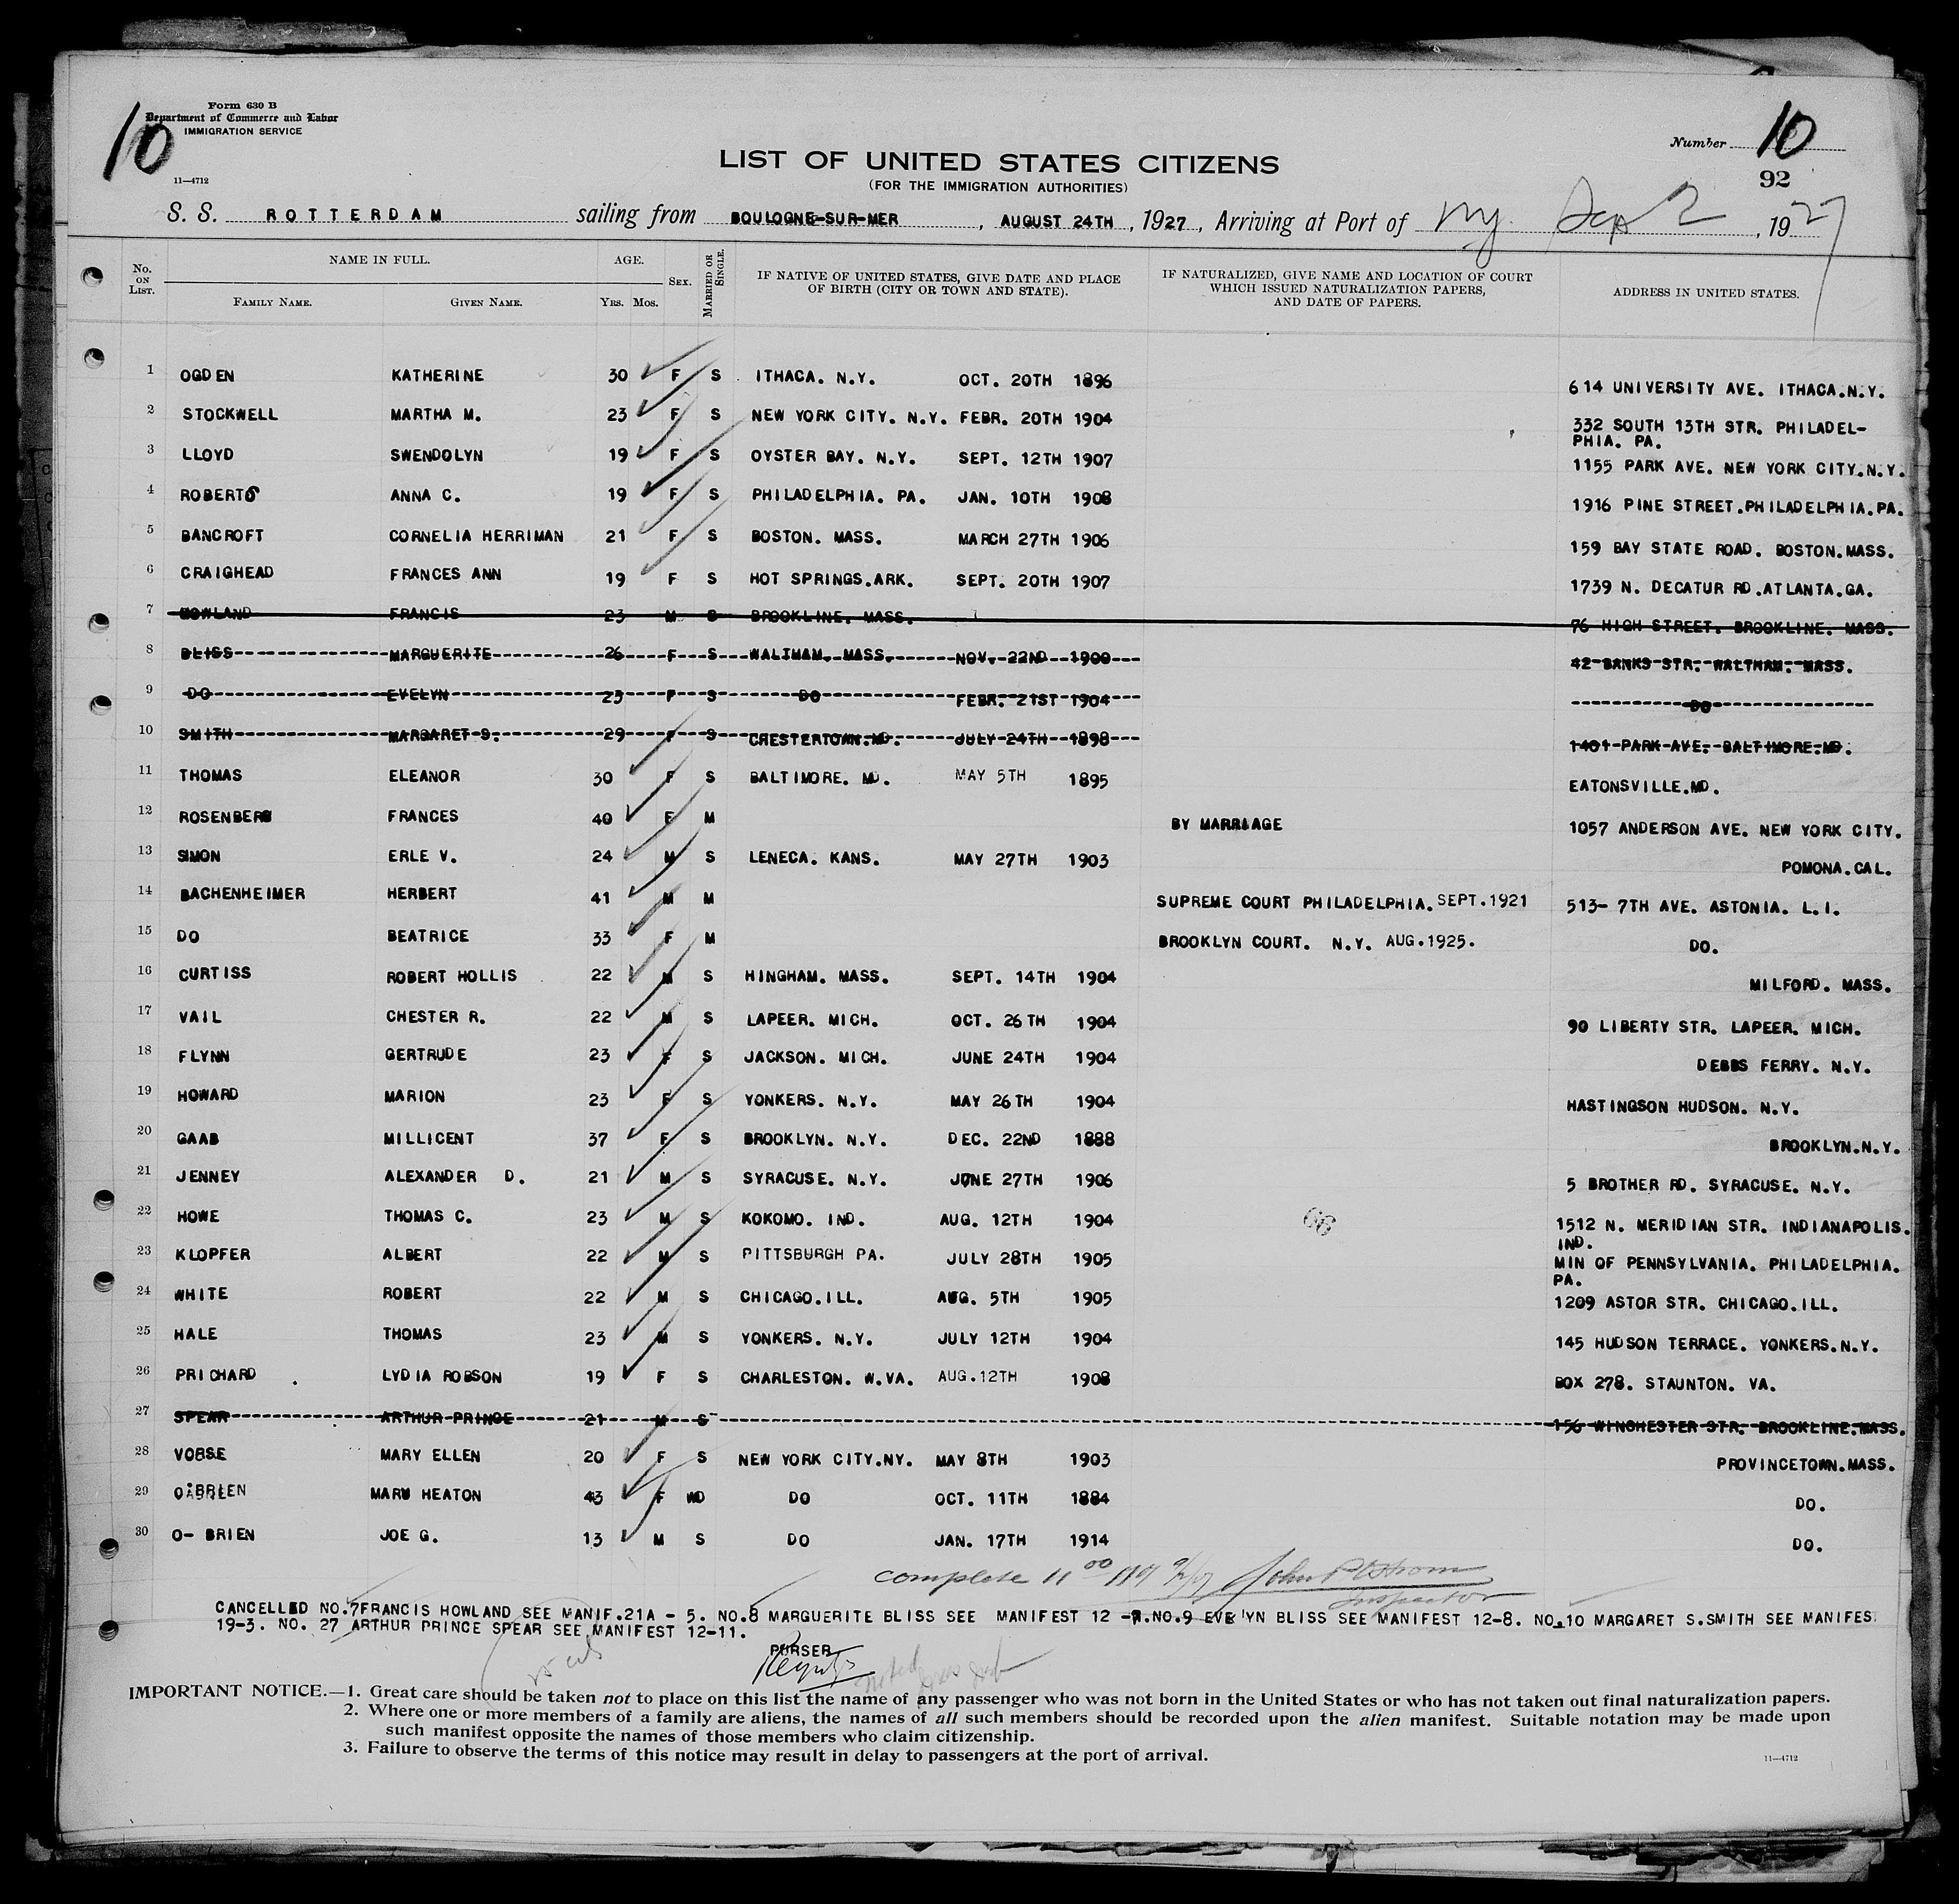 10
Form 630 B
Department of Commerce and Labor
IMMIGRATION SERVICE
11—4712
Number 10
92
LIST OF UNITED STATES CITIZENS
(FOR THE IMMIGRATION AUTHORITIES)
S. S. ROTTERDAM sailing from BOULOGNE-SUR-MER, AUGUST 24TH, 1927, Arriving at Port of NY. Sep 2, 1927
No. ON LIST. NAME IN FULL. FAMILY NAME. GIVEN NAME. AGE. YRS. MOS. SEX. MARRIED OR SINGLE. IF NATIVE OF UNITED STATES, GIVE DATE AND PLACE OF BIRTH (CITY OR TOWN AND STATE). IF NATURALIZED, GIVE NAME AND LOCATION OF COURT WHICH ISSUED NATURALIZATION PAPERS, AND DATE OF PAPERS. ADDRESS IN UNITED STATES.
1 OGDEN KATHERINE 30 F S ITHACA. N.Y. OCT. 20TH 1896 614 UNIVERSITY AVE. ITHACA.N.Y.
2 STOCKWELL MARTHA M. 23 F S NEW YORK CITY. N.Y. FEBR. 20TH 1904 332 SOUTH 13TH STR. PHILADEL-
PHIA. PA.
3 LLOYD SWENDOLYN 19 F S OYSTER BAY. N.Y. SEPT. 12TH 1907 1155 PARK AVE. NEW YORK CITY.N.Y.
4 ROBERTS ANNA C. 19 F S PHILADELPHIA. PA. JAN. 10TH 1908 1916 PINE STREET.PHILADELPHIA.PA.
5 BANCROFT CORNELIA HERRIMAN 21 F S BOSTON. MASS. MARCH 27TH 1906 159 BAY STATE ROAD. BOSTON.MASS.
6 CRAIGHEAD FRANCES ANN 19 F S HOT SPRINGS.ARK. SEPT. 20TH 1907 1739 N. DECATUR RD.ATLANTA.GA.
7 HOWLAND FRANCIS 23 M S BROOKLINE. MASS. 76 HIGH STREET. BROOKLINE. MASS.
8 BLISS MARGUERITE 26 F S WALTHAM. MASS. NOV. 22ND 1900 42 BANKS STR. WALTHAM. MASS.
9 DO EVELYN 23 F S DO FEBR. 21ST 1904 DO
10 SMITH MARGARET S. 29 F S CHESTERTOWN.MD. JULY 24TH 1898 1401 PARK AVE. BALTIMORE.MD.
11 THOMAS ELEANOR 30 F S BALTIMORE. MD. MAY 5TH 1895 EATONSVILLE.MD.
12 ROSENBERG FRANCES 40 F M BY MARRIAGE 1057 ANDERSON AVE. NEW YORK CITY.
13 SIMON ERLE V. 24 M S LENECA. KANS. MAY 27TH 1903 POMONA.CAL.
14 BACHENHEIMER HERBERT 41 M M SUPREME COURT PHILADELPHIA. SEPT.1921 513- 7TH AVE. ASTONIA. L.I.
15 DO BEATRICE 33 F M BROOKLYN COURT. N.Y. AUG.1925. DO.
16 CURTISS ROBERT HOLLIS 22 M S HINGHAM. MASS. SEPT. 14TH 1904 MILFORD. MASS.
17 VAIL CHESTER R. 22 M S LAPEER. MICH. OCT. 26TH 1904 90 LIBERTY STR. LAPEER. MICH.
18 FLYNN GERTRUDE 23 F S JACKSON. MICH. JUNE 24TH 1904 DEBBS FERRY. N.Y.
19 HOWARD MARION 23 F S YONKERS. N.Y. MAY 26TH 1904 HASTINGSON HUDSON. N.Y.
20 GAAB MILLICENT 37 F S BROOKLYN. N.Y. DEC. 22ND 1888 BROOKLYN.N.Y.
21 JENNEY ALEXANDER D. 21 M S SYRACUSE. N.Y. JUNE 27TH 1906 5 BROTHER RD. SYRACUSE. N.Y.
22 HOWE THOMAS C. 23 M S KOKOMO. IND. AUG. 12TH 1904 1512 N. MERIDIAN STR. INDIANAPOLIS.
IND.
23 KLOPFER ALBERT 22 M S PITTSBURGH PA. JULY 28TH 1905 MIN OF PENNSYLVANIA. PHILADELPHIA.
PA.
24 WHITE ROBERT 22 M S CHICAGO.ILL. AUG. 5TH 1905 1209 ASTOR STR. CHICAGO.ILL.
25 HALE THOMAS 23 M S YONKERS. N.Y. JULY 12TH 1904 145 HUDSON TERRACE. YONKERS.N.Y.
26 PRICHARD LYDIA ROBSON 19 F S CHARLESTON. W.VA. AUG.12TH 1908 BOX 278. STAUNTON. VA.
27 SPEAR ARTHUR PRINCE 21 M S 156 WINCHESTER STR. BROOKLINE.MASS.
28 VORSE MARY ELLEN 20 F S NEW YORK CITY.NY. MAY 8TH 1903 PROVINCETOWN.MASS.
29 O'BRIEN MARY HEATON 43 F WD DO OCT. 11TH 1884 DO.
30 O- BRIEN JOE G. 13 M S DO JAN. 17TH 1914 DO.
complete 11 00
Inspector
CANCELLED NO.7FRANCIS HOWLAND SEE MANIF.21A - 5. NO.8 MARGUERITE BLISS SEE MANIFEST 12 -7.NO.9 EVE'YN BLISS SEE MANIFEST 12-8. NO.10 MARGARET S.SMITH SEE MANIFES
19-3. NO. 27 ARTHUR PRINCE SPEAR SEE MANIFEST 12-11.
PURSER
IMPORTANT NOTICE.—1. Great care should be taken not to place on this list the name of any passenger who was not born in the United States or who has not taken out final naturalization papers.
2. Where one or more members of a family are aliens, the names of all such members should be recorded upon the alien manifest. Suitable notation may be made upon
such manifest opposite the names of those members who claim citizenship.
3. Failure to observe the terms of this notice may result in delay to passengers at the port of arrival.
11—4712